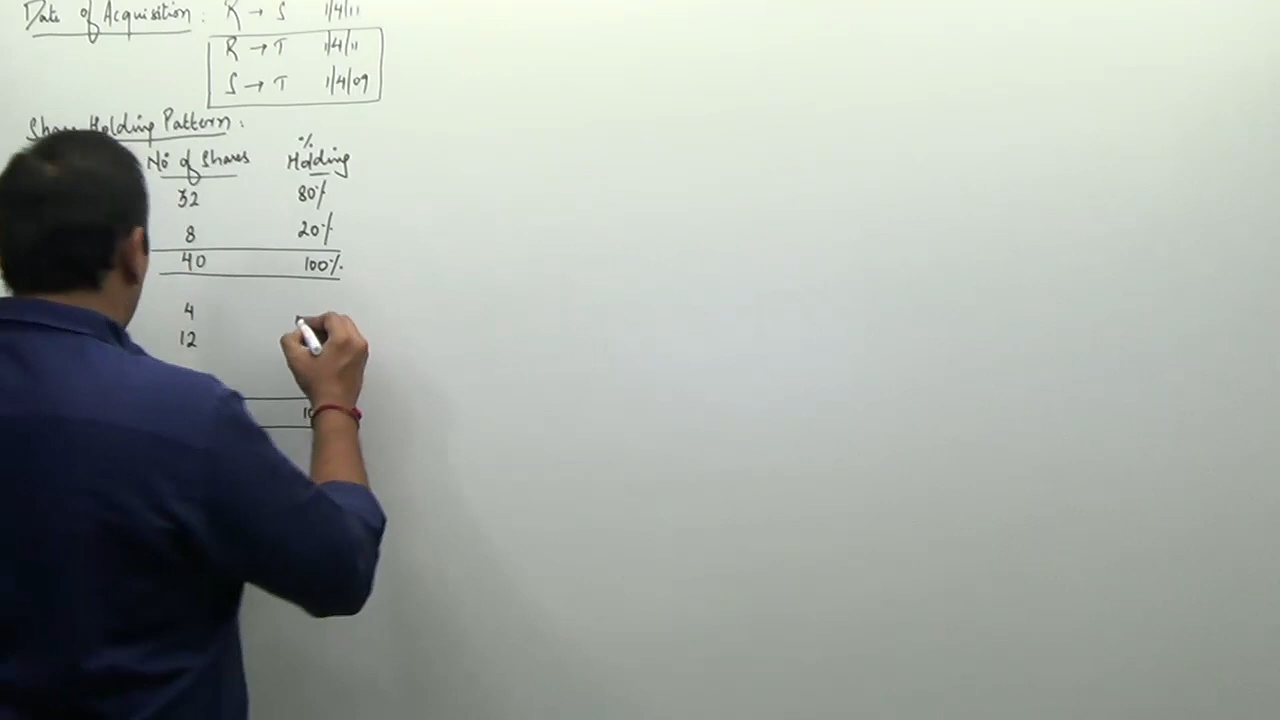 Date of Acquisition : R → S 1/4/11
R → T 1/4/11
S → T 1/4/09
Share Holding Pattern :
No of Shares % Holding
32 80%
8 20%
40 100%
4
12